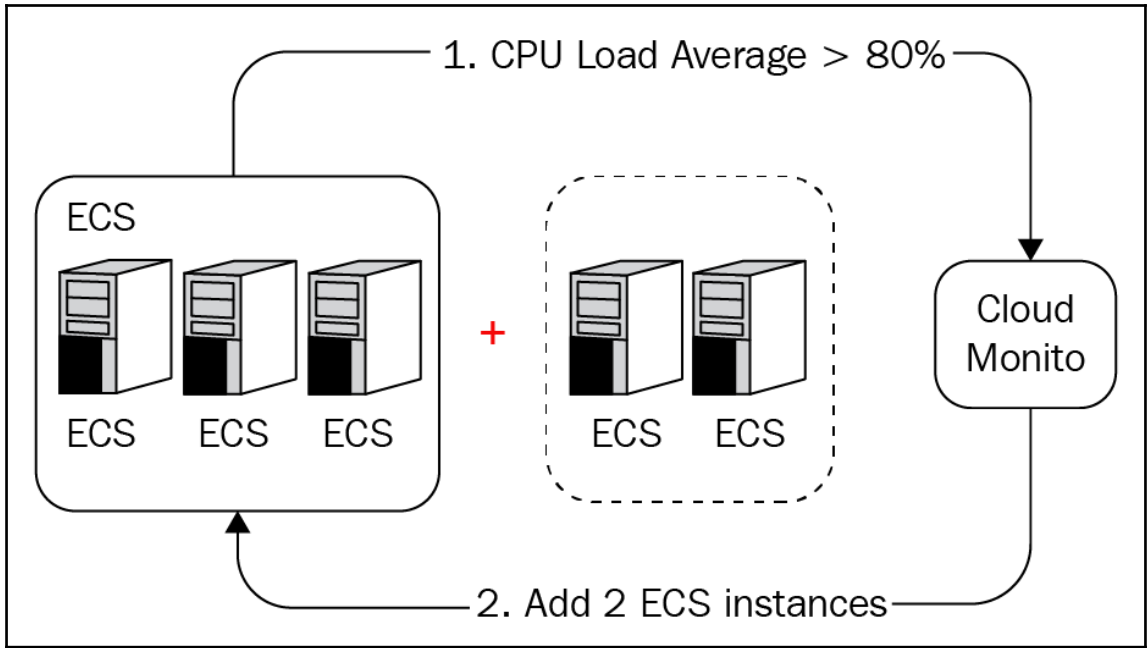 1. CPU Load Average > 80%
ECS
ECS ECS ECS
+
ECS ECS
Cloud
Monito
2. Add 2 ECS instances